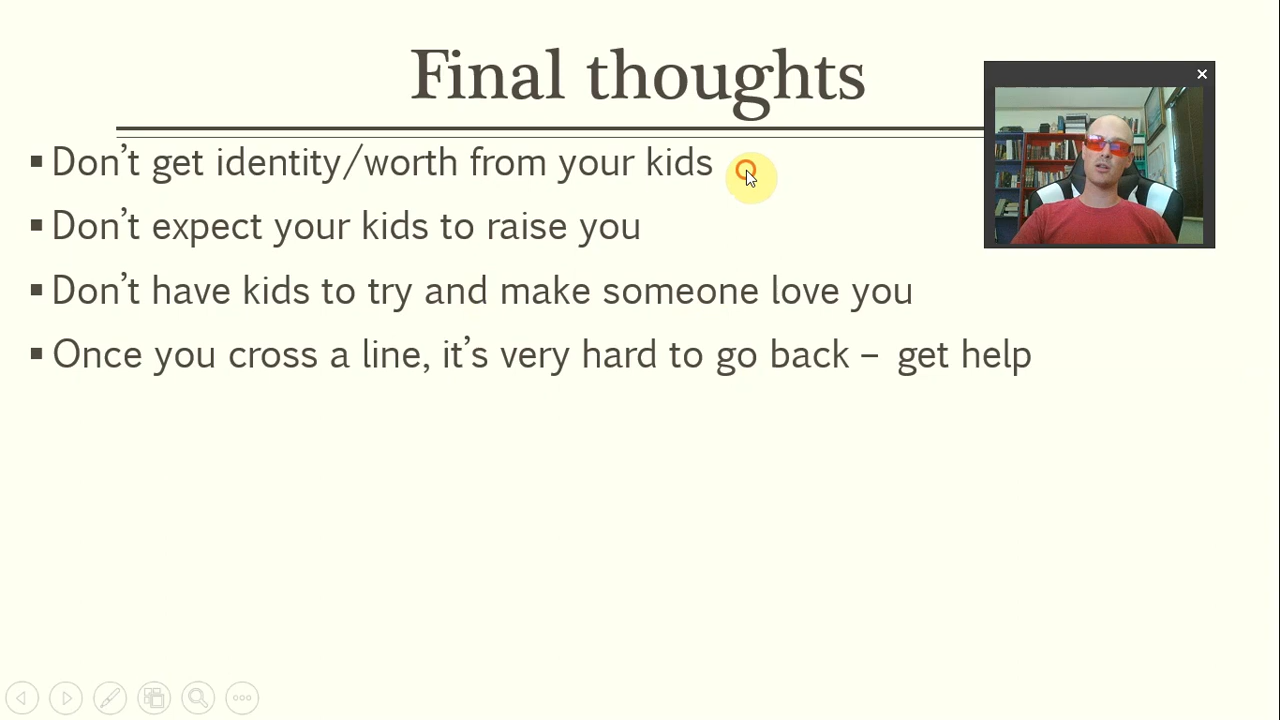 Final thoughts
▪ Don’t get identity/worth from your kids
▪ Don’t expect your kids to raise you
▪ Don’t have kids to try and make someone love you
▪ Once you cross a line, it’s very hard to go back – get help